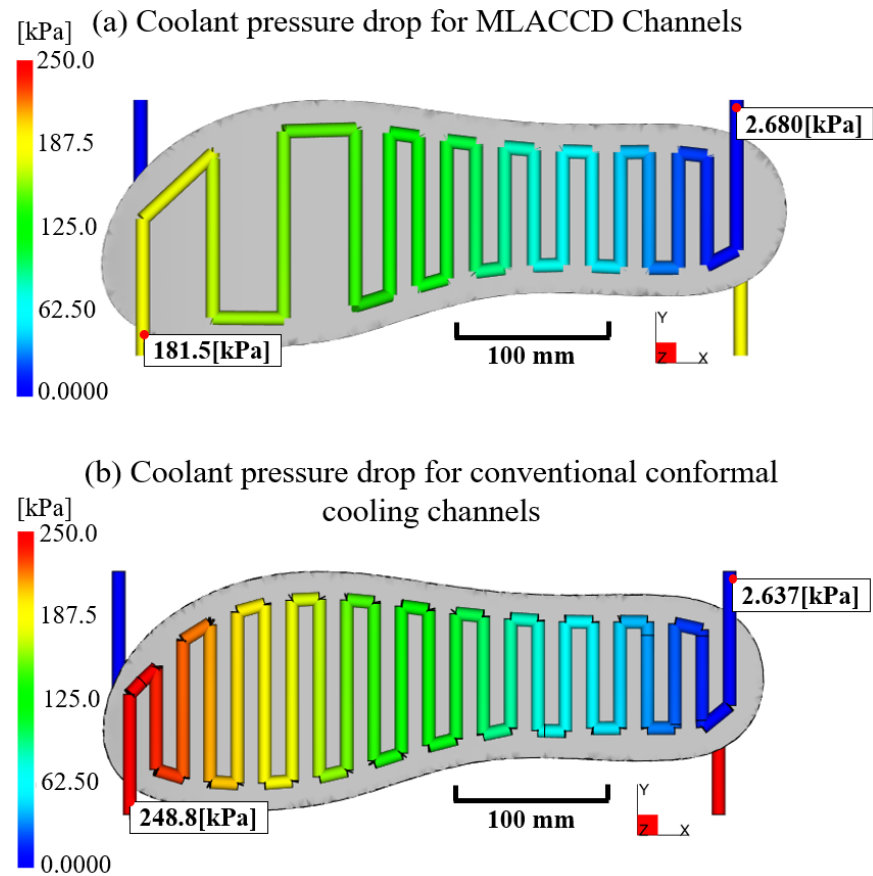 (a) Coolant pressure drop for MLACCD Channels
[kPa]
250.0
187.5
125.0
62.50
0.0000
2.680[kPa]
181.5[kPa]
100 mm
Y
Z
X
(b) Coolant pressure drop for conventional conformal
cooling channels
[kPa]
250.0
187.5
125.0
62.50
0.0000
2.637[kPa]
248.8[kPa]
100 mm
Y
Z
X